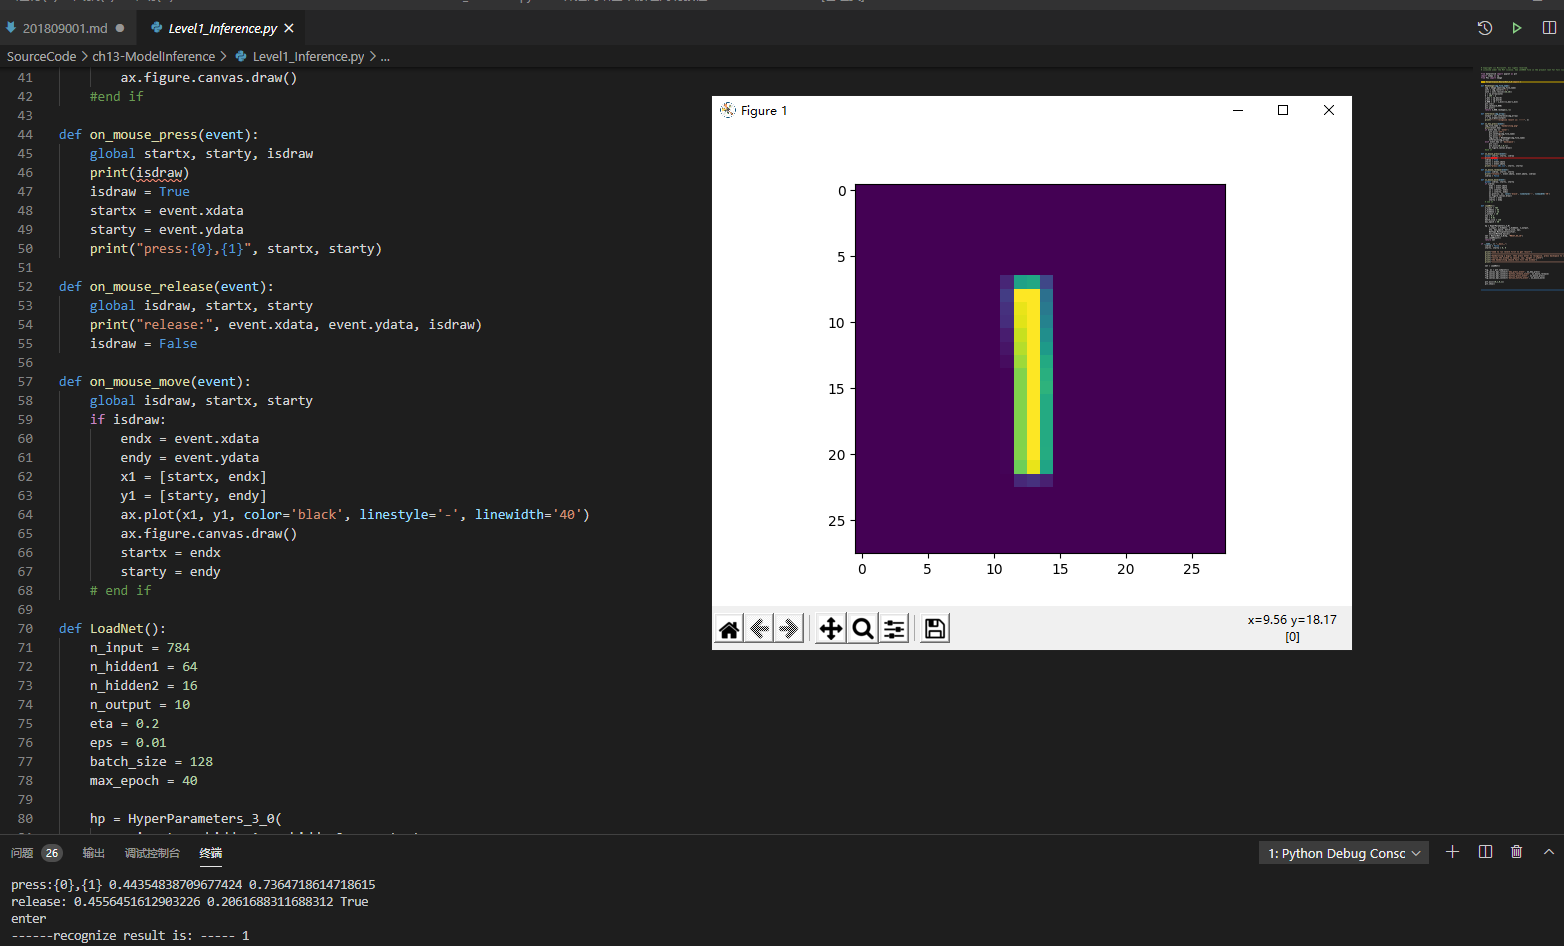 201809001.md
Level1_Inference.py
SourceCode > ch13-ModelInference > Level1_Inference.py > ...
41 ax.figure.canvas.draw()
42 #end if
43
44 def on_mouse_press(event):
45 global startx, starty, isdraw
46 print(isdraw)
47 isdraw = True
48 startx = event.xdata
49 starty = event.ydata
50 print("press:{0},{1}", startx, starty)
51
52 def on_mouse_release(event):
53 global isdraw, startx, starty
54 print("release:", event.xdata, event.ydata, isdraw)
55 isdraw = False
56
57 def on_mouse_move(event):
58 global isdraw, startx, starty
59 if isdraw:
60 endx = event.xdata
61 endy = event.ydata
62 x1 = [startx, endx]
63 y1 = [starty, endy]
64 ax.plot(x1, y1, color='black', linestyle='-', linewidth='40')
65 ax.figure.canvas.draw()
66 startx = endx
67 starty = endy
68 # end if
69
70 def LoadNet():
71 n_input = 784
72 n_hidden1 = 64
73 n_hidden2 = 16
74 n_output = 10
75 eta = 0.2
76 eps = 0.01
77 batch_size = 128
78 max_epoch = 40
79
80 hp = HyperParameters_3_0(
Figure 1
0
5
10
15
20
25
0 5 10 15 20 25
x=9.56 y=18.17
[0]
问题 26 输出 调试控制台 终端
1: Python Debug Consc
press:{0},{1} 0.44354838709677424 0.7364718614718615
release: 0.4556451612903226 0.2061688311688312 True
enter
------recognize result is: ----- 1